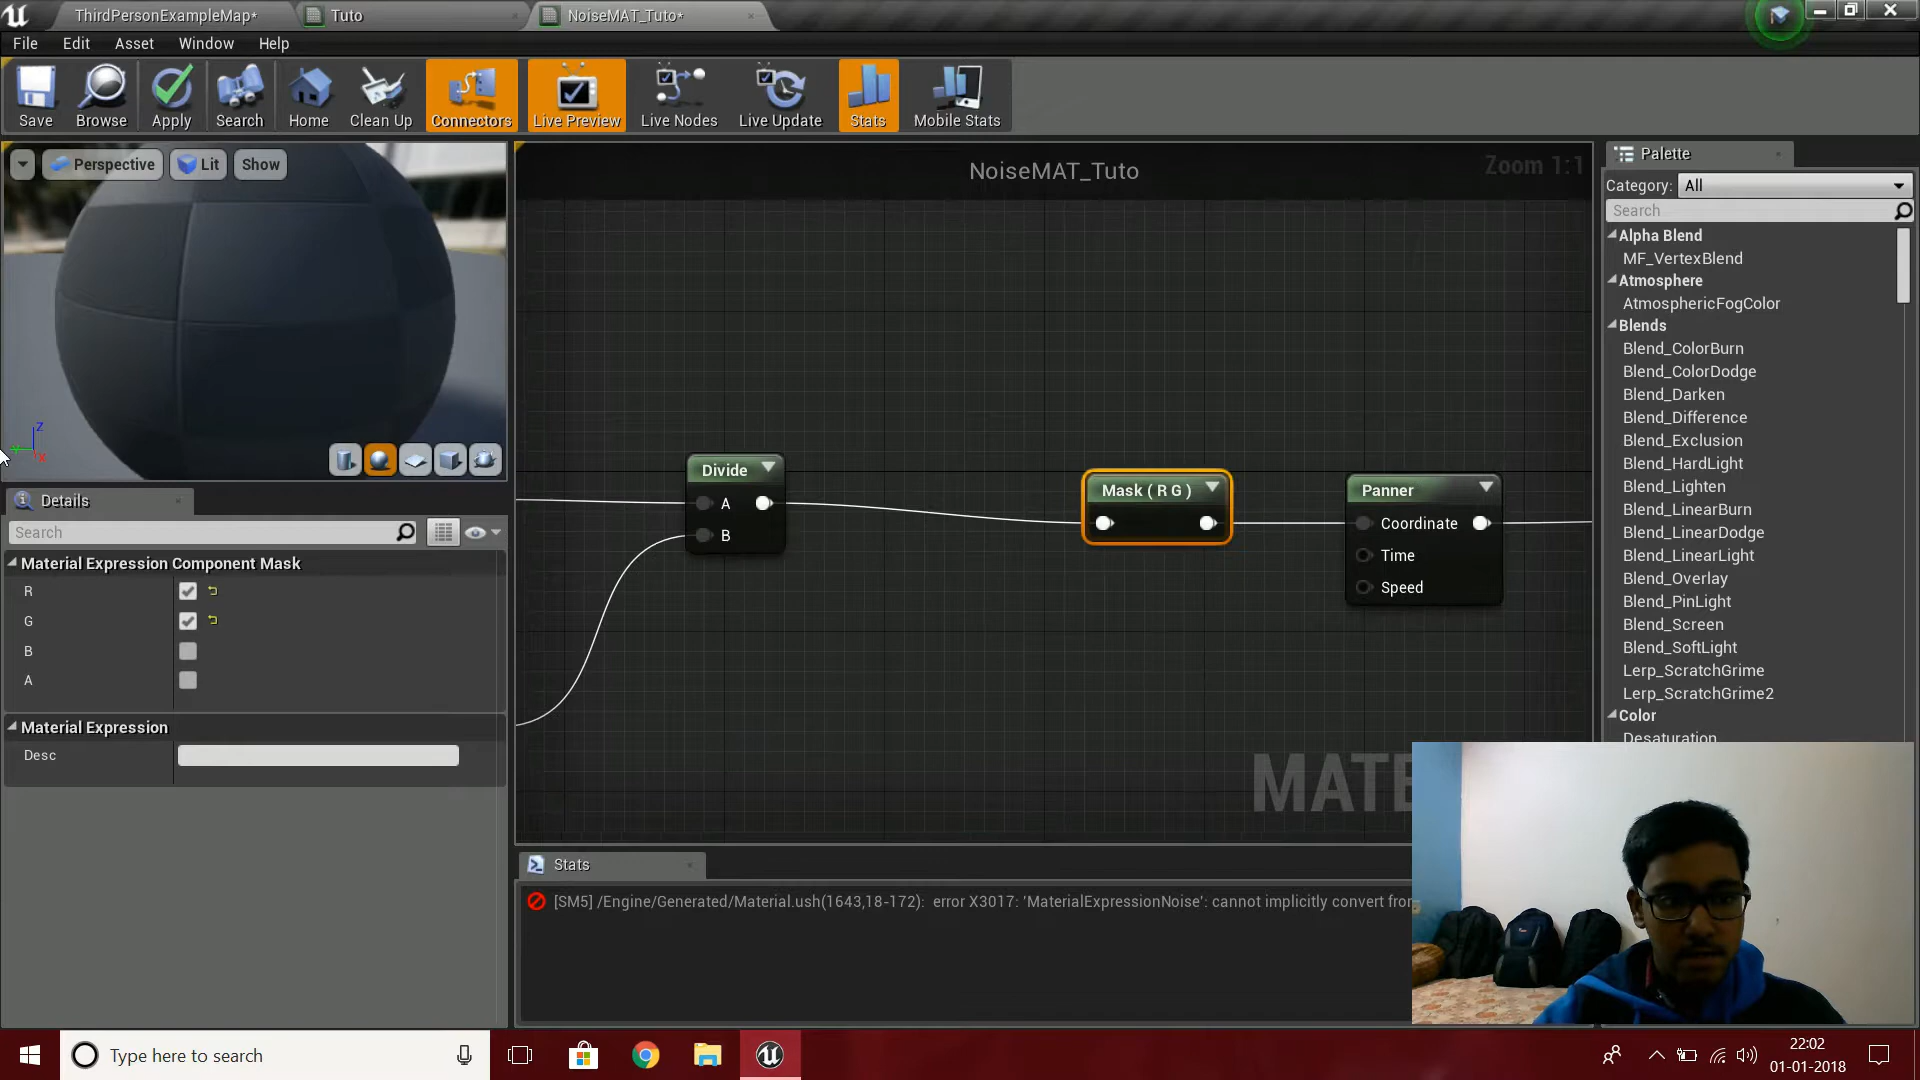 ThirdPersonExampleMap*
Tuto
NoiseMAT_Tuto*
File Edit Asset Window Help
Save Browse Apply Search Home Clean Up Connectors Live Preview Live Nodes Live Update Stats Mobile Stats
Perspective Lit Show
NoiseMAT_Tuto
Zoom 1:1
Palette
Category: All
Search
Alpha Blend
MF_VertexBlend
Atmosphere
AtmosphericFogColor
Blends
Blend_ColorBurn
Blend_ColorDodge
Blend_Darken
Blend_Difference
Blend_Exclusion
Blend_HardLight
Blend_Lighten
Blend_LinearBurn
Blend_LinearDodge
Blend_LinearLight
Blend_Overlay
Blend_PinLight
Blend_Screen
Blend_SoftLight
Lerp_ScratchGrime
Lerp_ScratchGrime2
Color
Desaturation
Z
X
Divide
A
B
Mask ( R G )
Panner
Coordinate
Time
Speed
MATE
Details
Search
Material Expression Component Mask
R
G
B
A
Material Expression
Desc
Stats
[SM5] /Engine/Generated/Material.ush(1643,18-172): error X3017: 'MaterialExpressionNoise': cannot implicitly convert from
Type here to search
22:02
01-01-2018